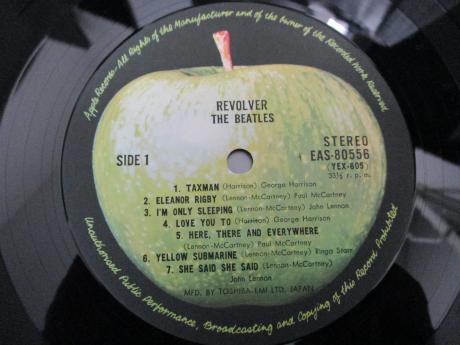 Apple Records-All Rights of the Manufacturer and of the Owner of the Recorded Work Reserved
REVOLVER
THE BEATLES
SIDE 1
STEREO
EAS-80556
(YEX-605)
33⅓ r. p. m.
1. TAXMAN (Harrison) George Harrison
2. ELEANOR RIGBY (Lennon-McCartney) Paul McCartney
3. I'M ONLY SLEEPING (Lennon-McCartney) John Lennon
4. LOVE YOU TO (Harrison) George Harrison
5. HERE, THERE AND EVERYWHERE
(Lennon-McCartney) Paul McCartney
6. YELLOW SUBMARINE (Lennon-McCartney) Ringo Starr
7. SHE SAID SHE SAID (Lennon-McCartney)
John Lennon
MFD. BY TOSHIBA-EMI LTD. JAPAN
Unauthorised Public Performance, Broadcasting and Copying of this Record Prohibited